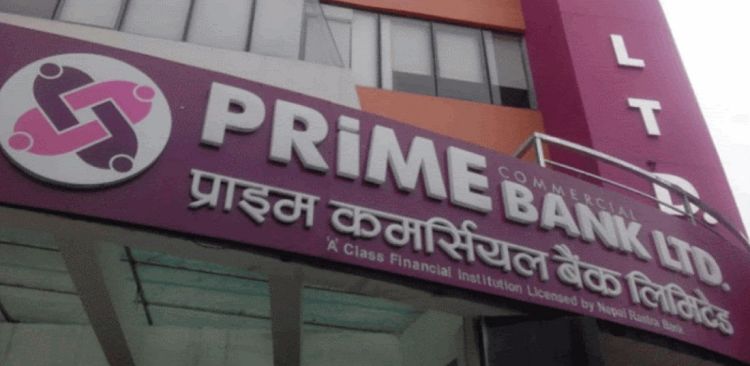 PRiME COMMERCIAL BANK LTD.
प्राइम कमर्सियल बैंक लिमिटेड
'A' Class Financial Institution Licensed by Nepal Rastra Bank
LTD.